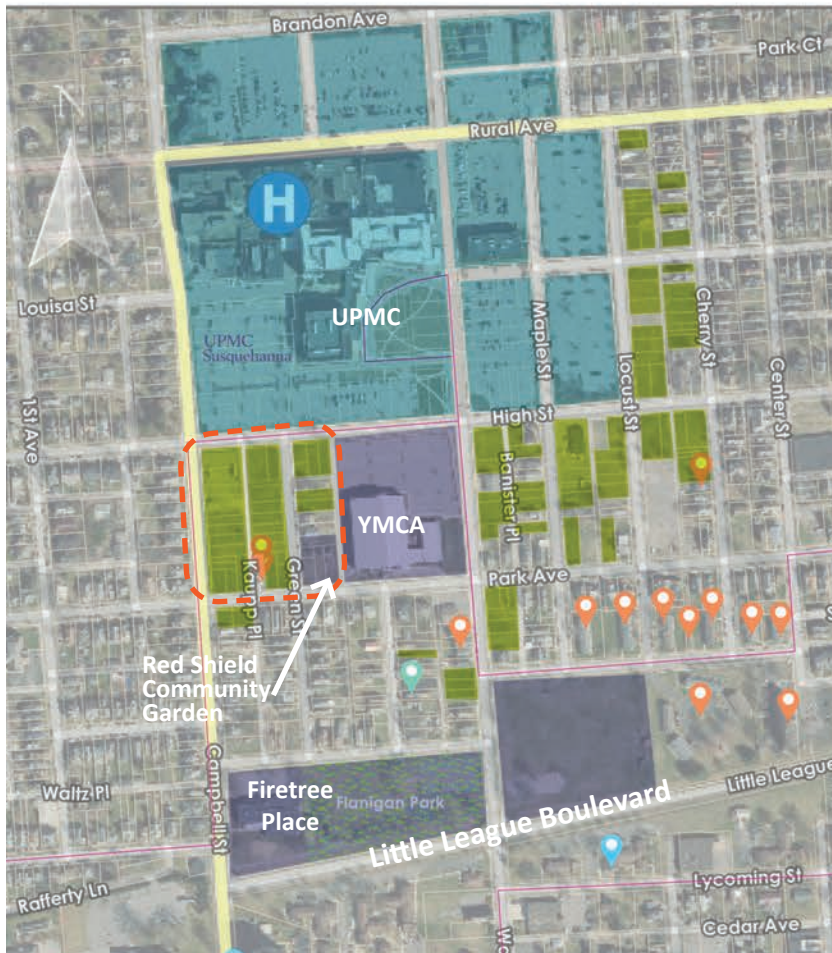 Brandon Ave
Park Ct
N
Rural Ave
H
Louisa St
UPMC
UPMC
Susquehanna
Maple St
Cherry St
Locust St
Center St
1St Ave
High St
Banister Pl
YMCA
Kaupp Pl
Green St
Park Ave
Red Shield
Community
Garden
Campbell St
Waltz Pl
Firetree
Place
Flanigan Park
Little League Boulevard
Little League
Rafferty Ln
Lycoming St
Cedar Ave